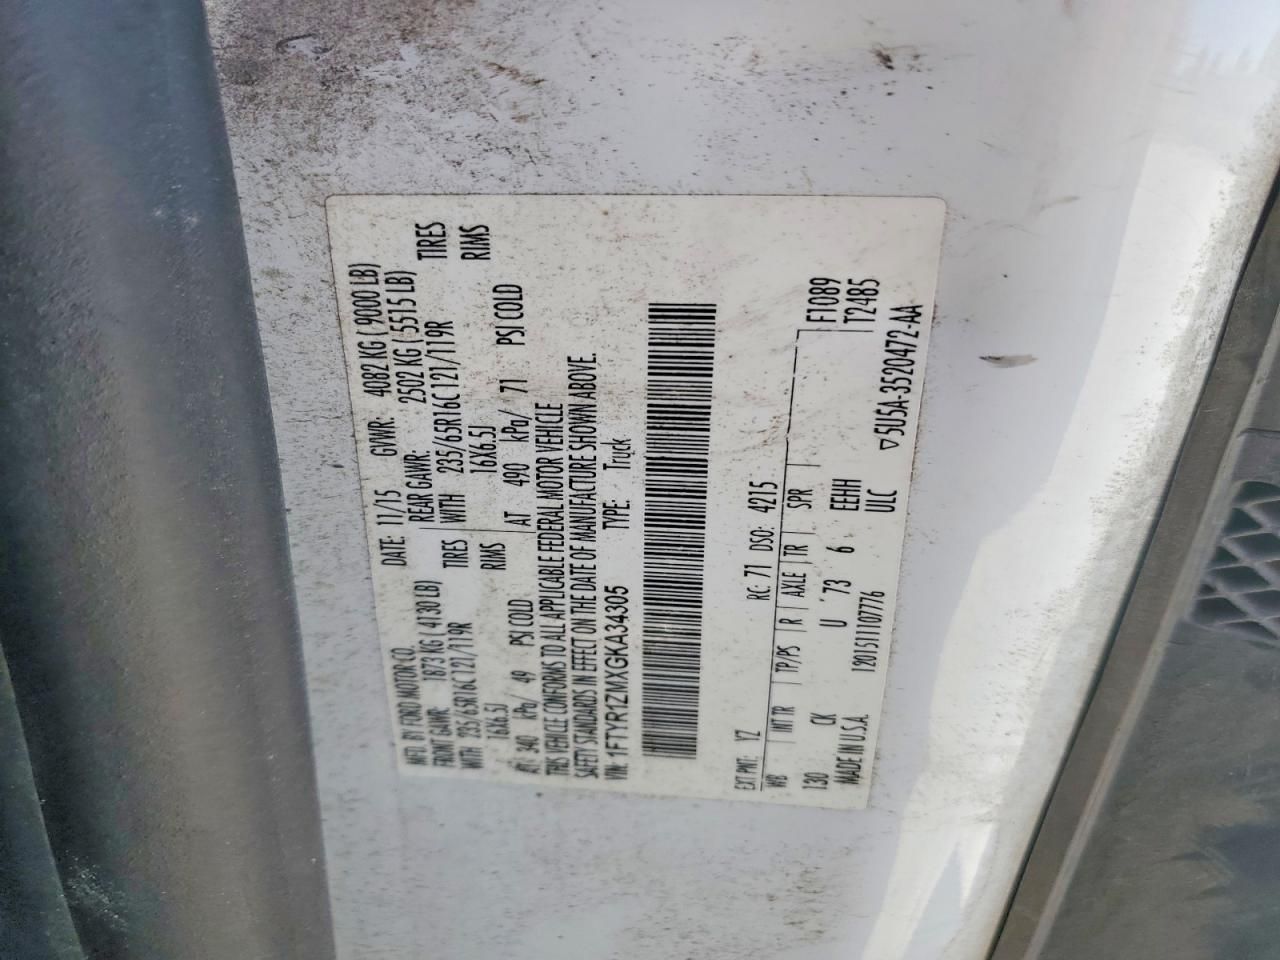 MFD. BY FORD MOTOR CO.
DATE: 11/15 GVWR: 4082 KG ( 9000 LB)
FRONT GAWR: 1873 KG ( 4130 LB) REAR GAWR: 2502 KG ( 5515 LB)
WITH 235/65R16C 121/119R TIRES WITH 235/65R16C 121/119R TIRES
16X6.5J RIMS 16X6.5J RIMS
AT 340 kPa/ 49 PSI COLD AT 490 kPa/ 71 PSI COLD
THIS VEHICLE CONFORMS TO ALL APPLICABLE FEDERAL MOTOR VEHICLE
SAFETY STANDARDS IN EFFECT ON THE DATE OF MANUFACTURE SHOWN ABOVE.
VIN: 1FTYR1ZMXGKA34305 TYPE: Truck
EXT PNT: YZ RC: 71 DSO: 4215
WB INT TR TP/PS R AXLE TR SPR F1089
130 CK U 73 6 EEHH T2485
MADE IN U.S.A. 120151107776 ULC
5U5A-3520472-AA